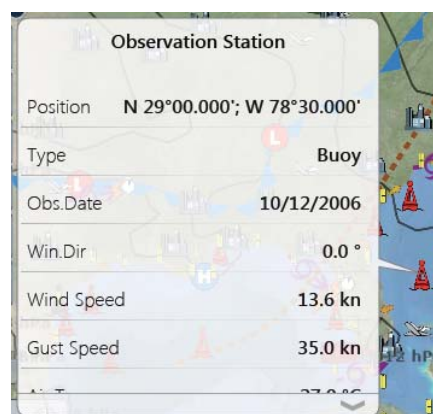 Observation Station
Position N 29°00.000'; W 78°30.000'
Type Buoy
Obs.Date 10/12/2006
Win.Dir 0.0 °
Wind Speed 13.6 kn
Gust Speed 35.0 kn
L
H